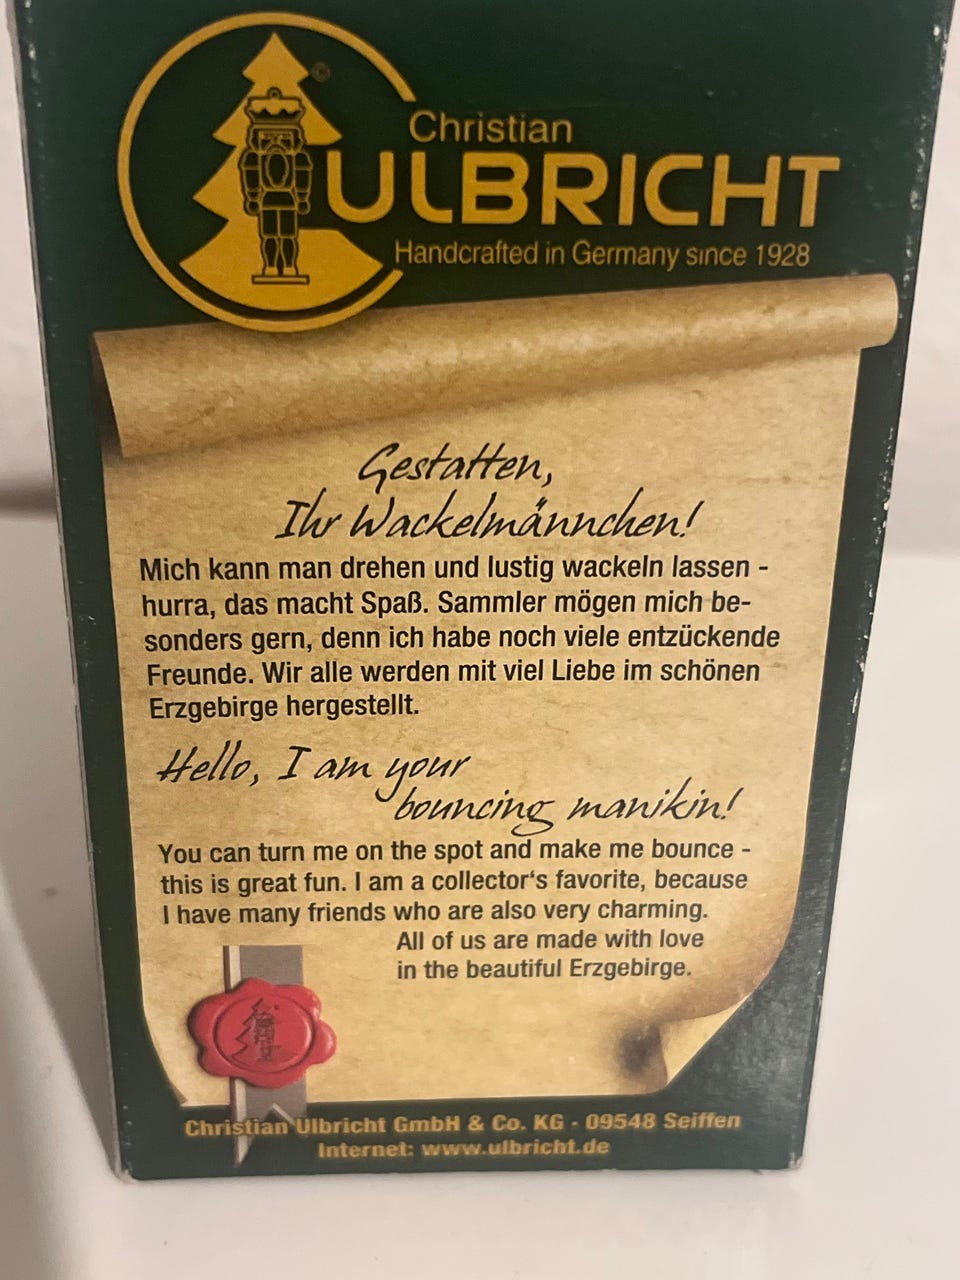 ©
Christian
ULBRICHT
Handcrafted in Germany since 1928
Gestatten,
Ihr Wackelmännchen!
Mich kann man drehen und lustig wackeln lassen -
hurra, das macht Spaß. Sammler mögen mich be-
sonders gern, denn ich habe noch viele entzückende
Freunde. Wir alle werden mit viel Liebe im schönen
Erzgebirge hergestellt.
Hello, I am your
bouncing manikin!
You can turn me on the spot and make me bounce -
this is great fun. I am a collector's favorite, because
I have many friends who are also very charming.
All of us are made with love
in the beautiful Erzgebirge.
Christian Ulbricht GmbH & Co. KG - 09548 Seiffen
Internet: www.ulbricht.de